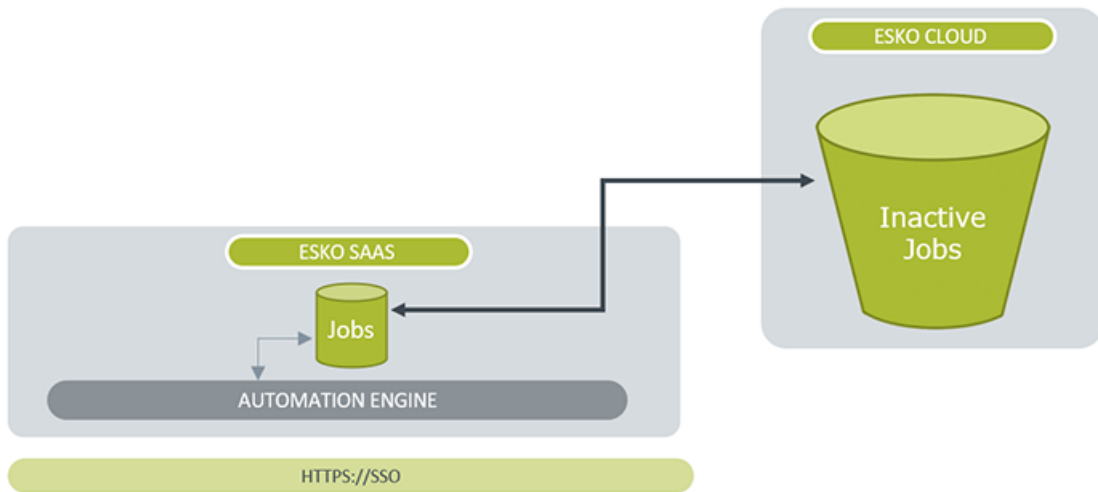 ESKO CLOUD
Inactive
Jobs
ESKO SAAS
Jobs
AUTOMATION ENGINE
HTTPS://SSO